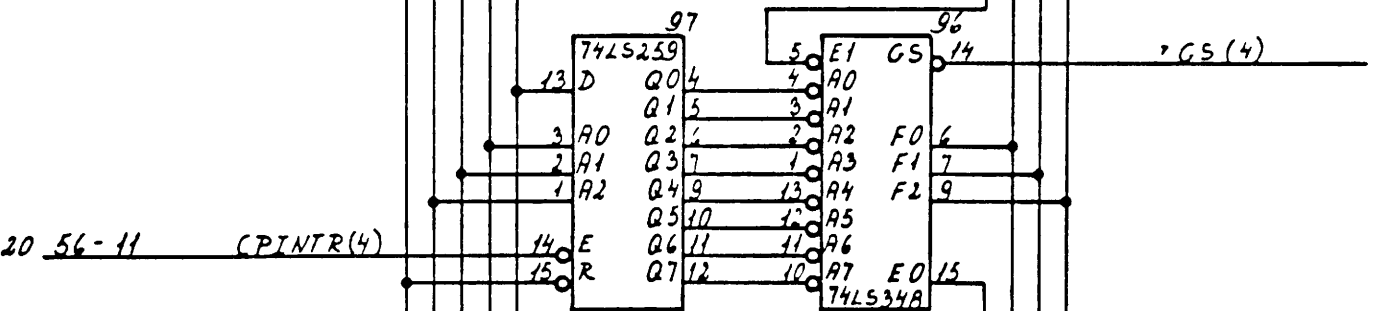 97
96
74LS259
5 E1 GS 14 GS(4)
13 D Q0 4 4 A0
Q1 5 3 A1
3 A0 Q2 2 A2 F0 6
2 A1 Q3 7 1 A3 F1 7
1 A2 Q4 9 13 A4 F2 9
Q5 10 12 A5
20 56-11 CPINTR(4) 14 E Q6 11 11 A6
15 R Q7 12 10 A7 E0 15
74LS348